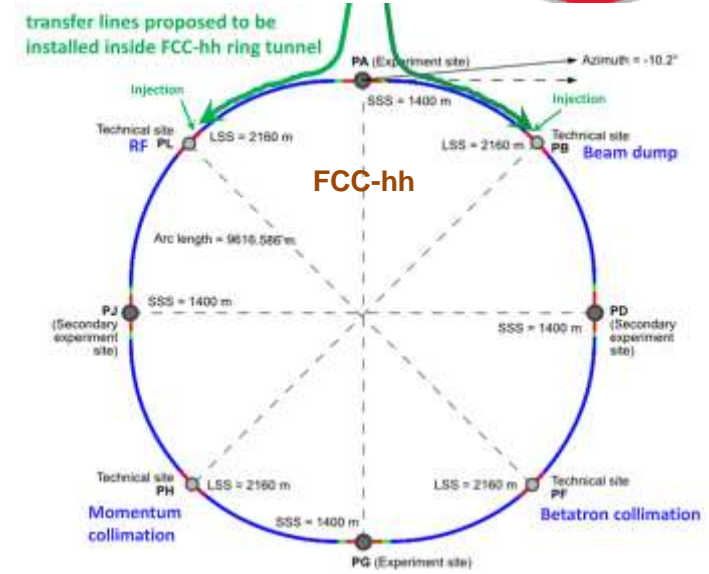 transfer lines proposed to be
installed inside FCC-hh ring tunnel
PA (Experiment site)
Azimuth = -10.2°
SSS = 1400 m
Injection
Injection
Technical site
RF PL
LSS = 2160 m
LSS = 2160 m
Technical site
PB
Beam dump
FCC-hh
Arc length = 9616.586 m
PJ
(Secondary
experiment
site)
SSS = 1400 m
SSS = 1400 m
PD
(Secondary
experiment
site)
Technical site
PH
LSS = 2160 m
LSS = 2160 m
Technical site
PF
Momentum
collimation
Betatron collimation
SSS = 1400 m
PG (Experiment site)